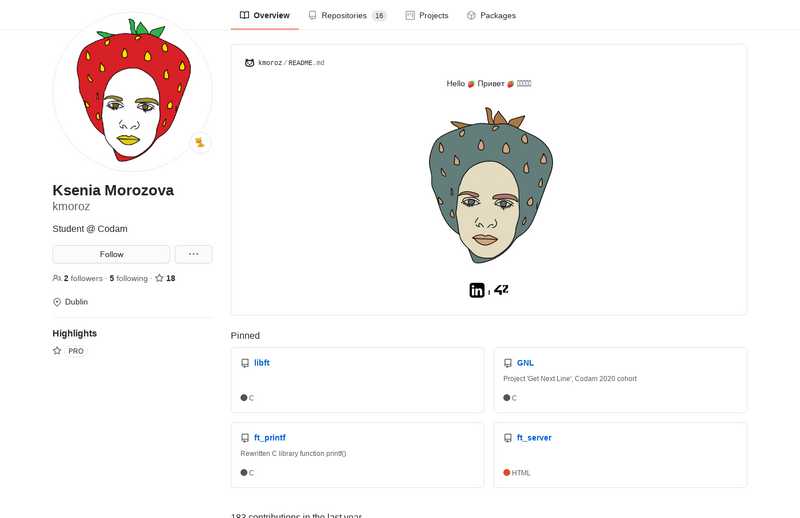 Overview
Repositories 16
Projects
Packages
Ksenia Morozova
kmoroz
Student @ Codam
Follow
2 followers · 5 following · 18
Dublin
Highlights
PRO
kmoroz/README.md
Hello 🍓 Привет 🍓
in, 42
Pinned
libft
C
GNL
Project 'Get Next Line', Codam 2020 cohort
C
ft_printf
Rewritten C library function printf()
C
ft_server
HTML
183 contributions in the last year